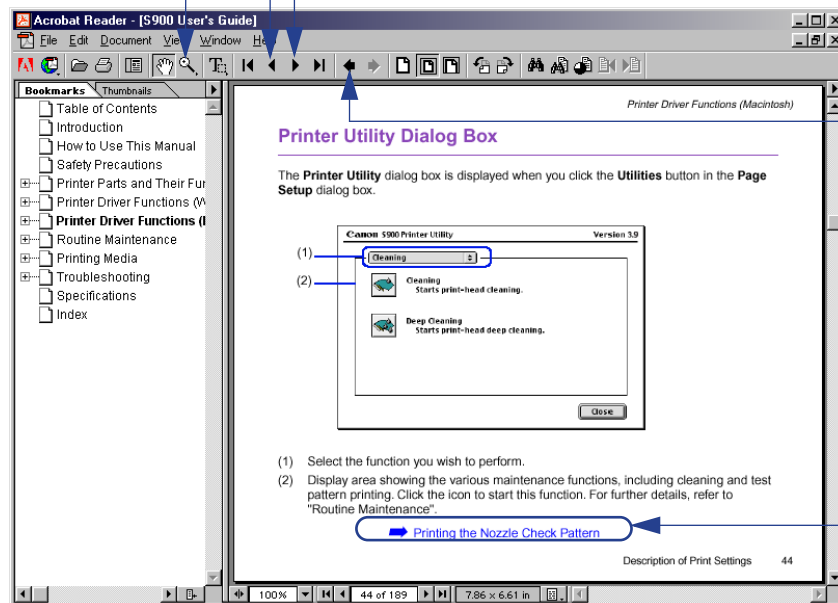 Acrobat Reader - [S900 User's Guide]
File Edit Document View Window Help
Bookmarks Thumbnails
Table of Contents
Introduction
How to Use This Manual
Safety Precautions
Printer Parts and Their Fun
Printer Driver Functions (W
Printer Driver Functions (
Routine Maintenance
Printing Media
Troubleshooting
Specifications
Index
Printer Driver Functions (Macintosh)
Printer Utility Dialog Box
The Printer Utility dialog box is displayed when you click the Utilities button in the Page
Setup dialog box.
Canon S900 Printer Utility Version 3.9
(1) Cleaning
(2) Cleaning
Starts print-head cleaning.
Deep Cleaning
Starts print-head deep cleaning.
Close
(1) Select the function you wish to perform.
(2) Display area showing the various maintenance functions, including cleaning and test
pattern printing. Click the icon to start this function. For further details, refer to
"Routine Maintenance".
Printing the Nozzle Check Pattern
Description of Print Settings 44
100% 44 of 189 7.86 x 6.61 in